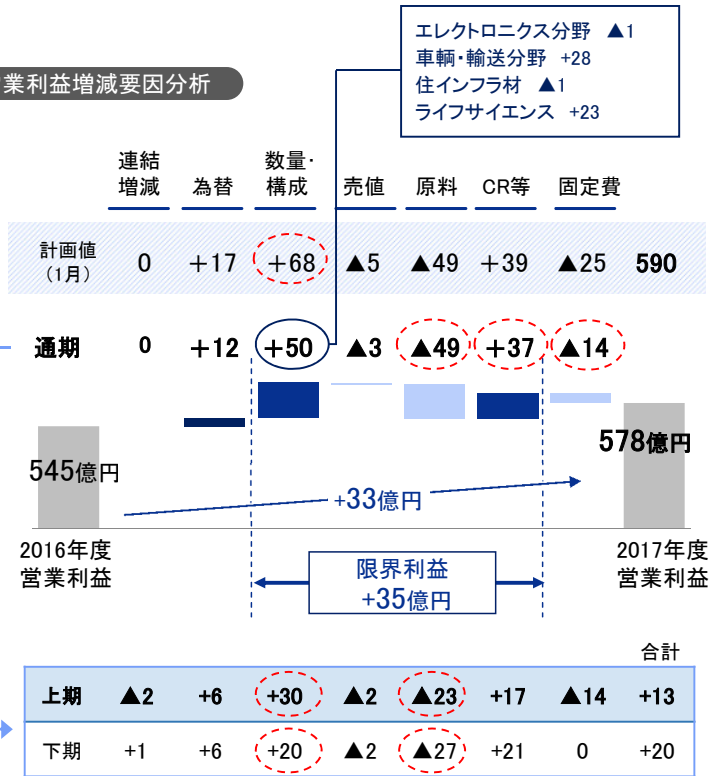 エレクトロニクス分野 ▲1
車輌・輸送分野 +28
住インフラ材 ▲1
ライフサイエンス +23
業利益増減要因分析
連結増減 為替 数量・構成 売値 原料 CR等 固定費
計画値(1月) 0 +17 +68 ▲5 ▲49 +39 ▲25 590
通期 0 +12 +50 ▲3 ▲49 +37 ▲14
578億円
545億円
+33億円
2016年度
営業利益
2017年度
営業利益
限界利益
+35億円
合計
上期 ▲2 +6 +30 ▲2 ▲23 +17 ▲14 +13
下期 +1 +6 +20 ▲2 ▲27 +21 0 +20